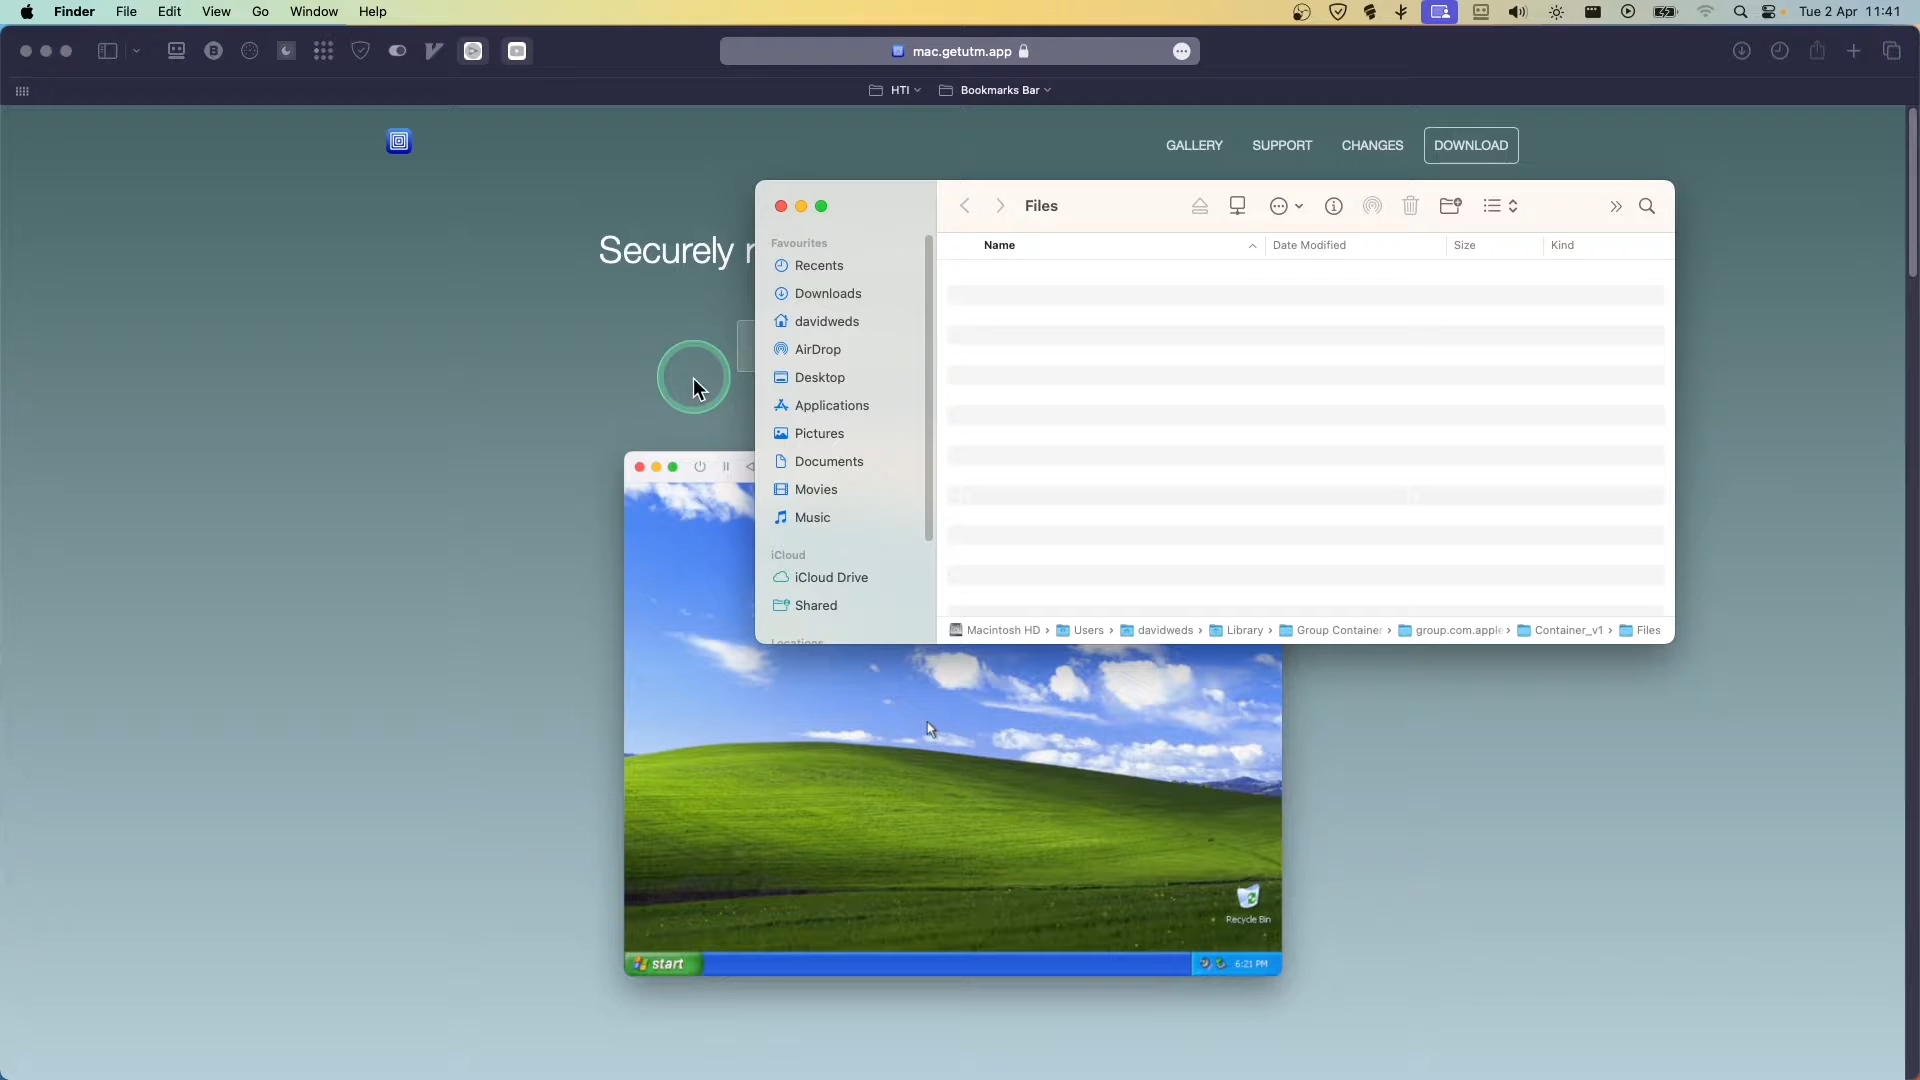 Finder File Edit View Go Window Help
Tue 2 Apr 11:41
mac.getutm.app
HTI
Bookmarks Bar
GALLERY SUPPORT CHANGES DOWNLOAD
Securely
Files
Name Date Modified Size Kind
Favourites
Recents
Downloads
davidweds
AirDrop
Desktop
Applications
Pictures
Documents
Movies
Music
iCloud
iCloud Drive
Shared
Locations
Macintosh HD › Users › davidweds › Library › Group Container › group.com.apple › Container_v1 › Files
Recycle Bin
start
6:21 PM